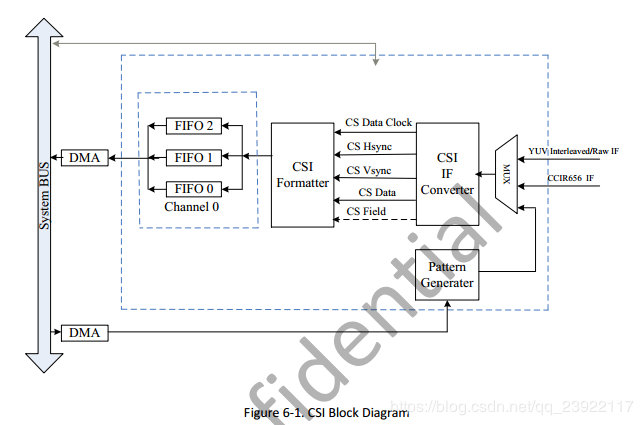 FIFO 2
CS Data Clock
CS Hsync
YUV Interleaved/Raw IF
System BUS
DMA
FIFO 1
CSI
Formatter
CS Vsync
CSI
IF
Converter
MUX
CCIR656 IF
FIFO 0
CS Data
Channel 0
CS Field
Pattern
Generater
DMA
fidential
https://blog.csdn.net/qq_23922117
Figure 6-1. CSI Block Diagram